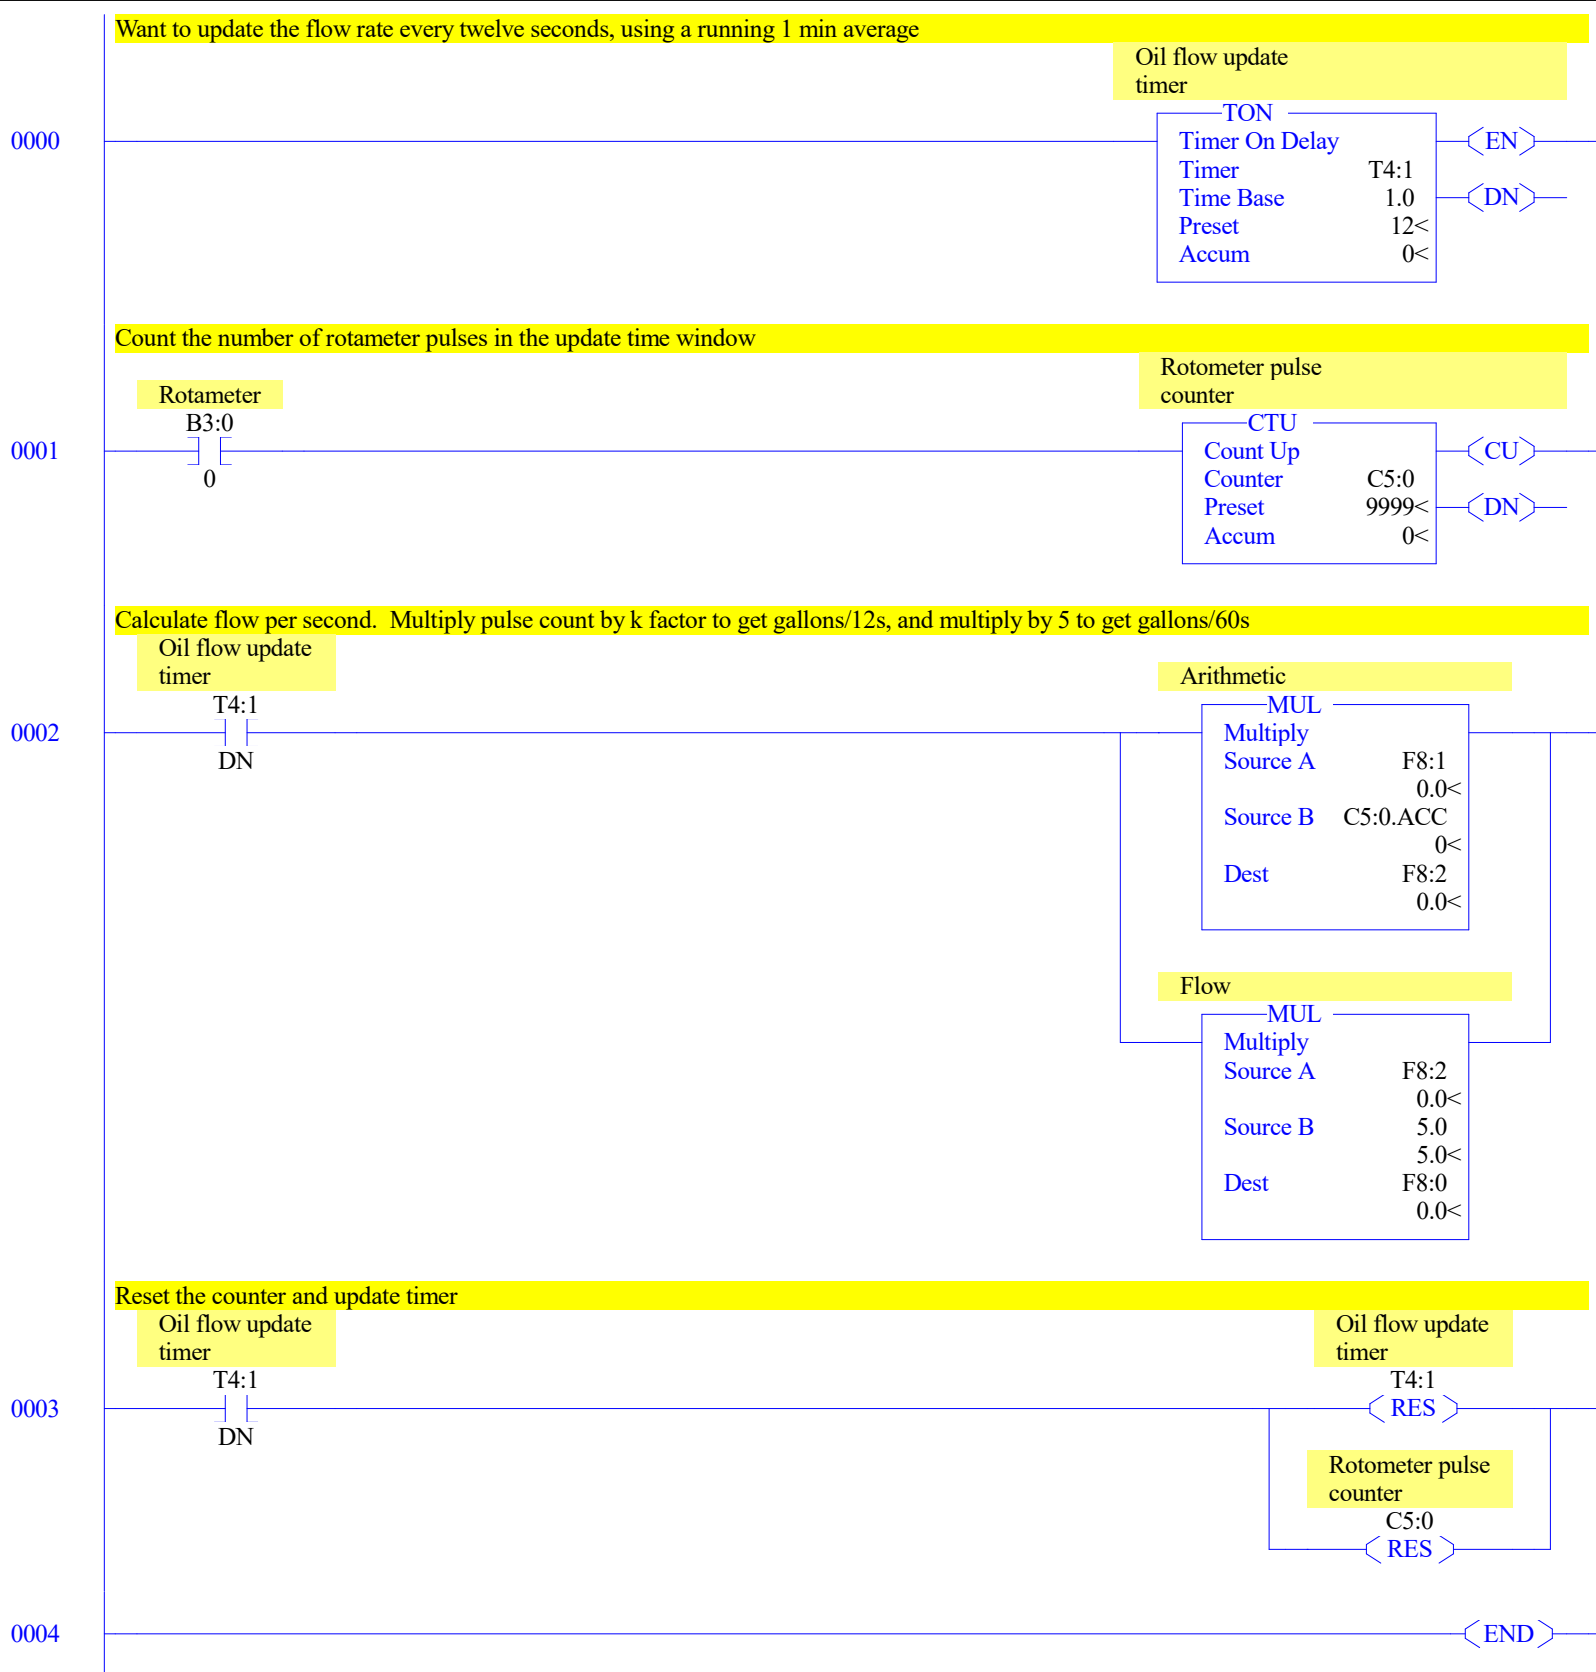 Want to update the flow rate every twelve seconds, using a running 1 min average
Oil flow update
timer
TON
0000
Timer On Delay
EN
Timer T4:1
Time Base 1.0
DN
Preset 12<
Accum 0<
Count the number of rotameter pulses in the update time window
Rotometer pulse
counter
Rotameter
B3:0
CTU
0001
Count Up
CU
0
Counter C5:0
Preset 9999<
DN
Accum 0<
Calculate flow per second.  Multiply pulse count by k factor to get gallons/12s, and multiply by 5 to get gallons/60s
Oil flow update
timer
Arithmetic
T4:1
MUL
0002
Multiply
DN
Source A F8:1
0.0<
Source B C5:0.ACC
0<
Dest F8:2
0.0<
Flow
MUL
Multiply
Source A F8:2
0.0<
Source B 5.0
5.0<
Dest F8:0
0.0<
Reset the counter and update timer
Oil flow update
timer
Oil flow update
timer
T4:1
T4:1
0003
RES
DN
Rotometer pulse
counter
C5:0
RES
0004
END